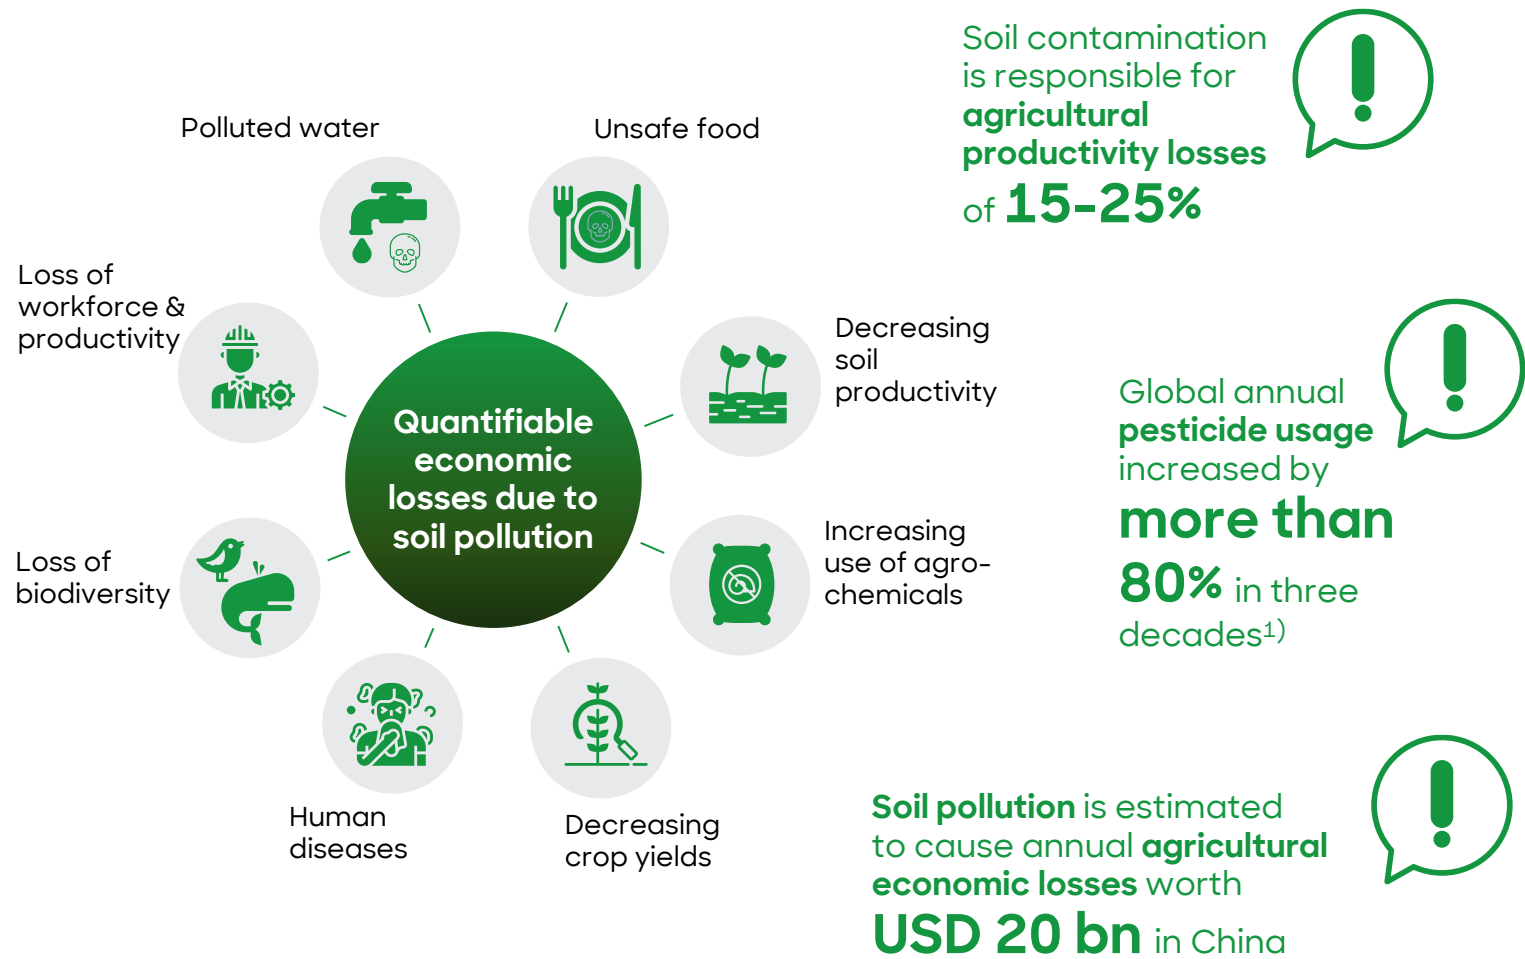 Polluted water
Unsafe food
Loss of
workforce &
productivity
Decreasing
soil
productivity
Quantifiable
economic
losses due to
soil pollution
Loss of
biodiversity
Increasing
use of agro-
chemicals
Human
diseases
Decreasing
crop yields
Soil contamination
is responsible for
agricultural
productivity losses
of 15-25%
Global annual
pesticide usage
increased by
more than
80% in three
decades¹⁾
Soil pollution is estimated
to cause annual agricultural
economic losses worth
USD 20 bn in China